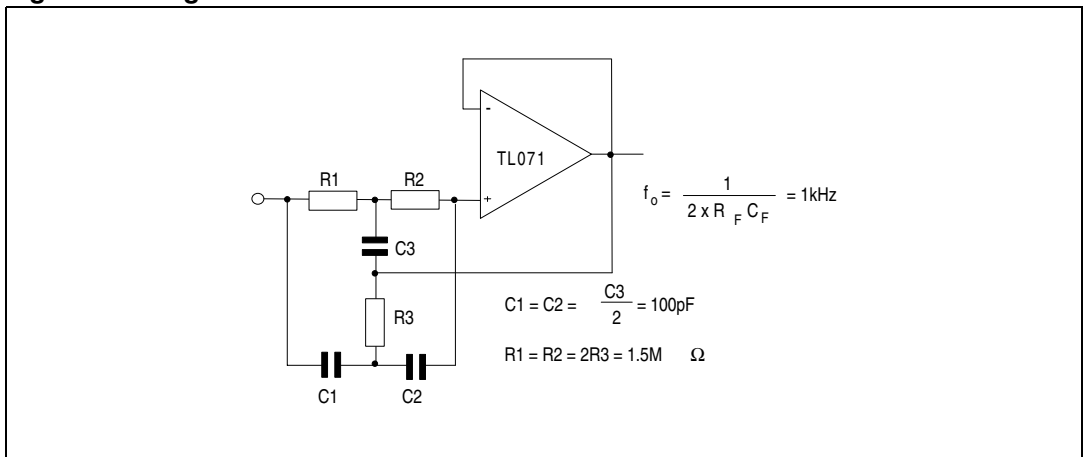 -
TL071
+
R1
R2
C3
R3
C1
C2
f o = 1 / 2 x R F C F = 1kHz
C1 = C2 = C3 / 2 = 100pF
R1 = R2 = 2R3 = 1.5M Ω